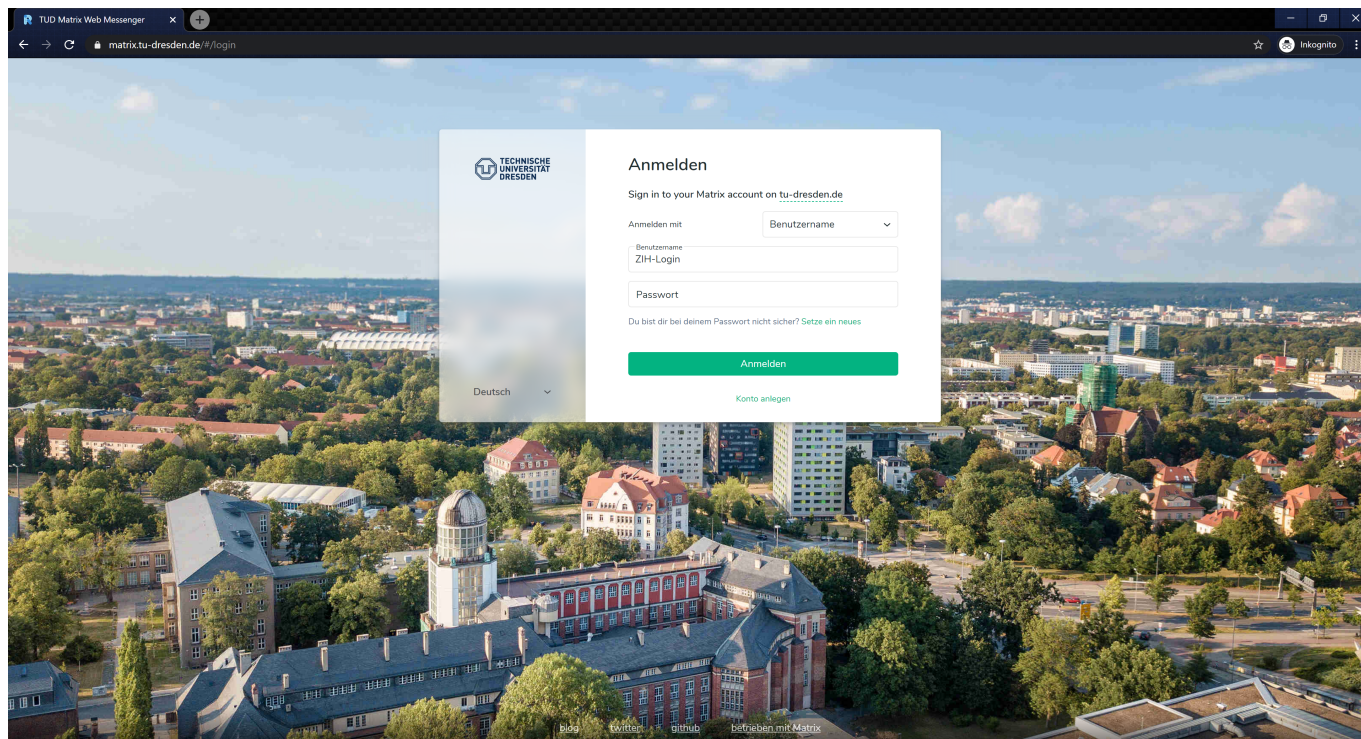 TUD Matrix Web Messenger
matrix.tu-dresden.de/#/login
Inkognito
TECHNISCHE
UNIVERSITÄT
DRESDEN
Anmelden
Sign in to your Matrix account on tu-dresden.de
Anmelden mit
Benutzername
Benutzername
ZIH-Login
Passwort
Du bist dir bei deinem Passwort nicht sicher? Setze ein neues
Anmelden
Deutsch
Konto anlegen
blog twitter github betrieben mit Matrix